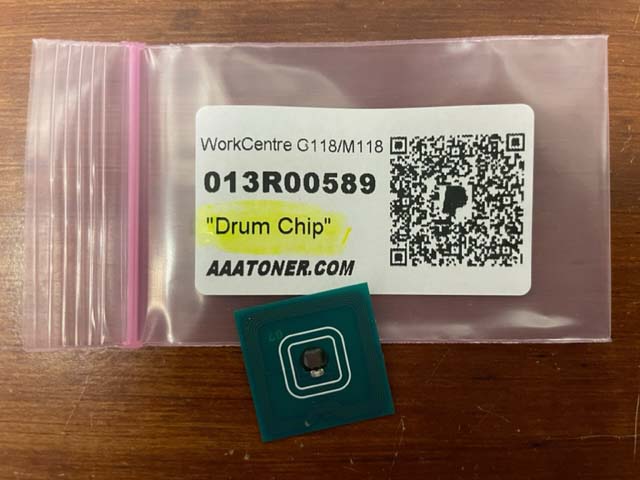 WorkCentre C118/M118
013R00589
"Drum Chip"
AAATONER.COM